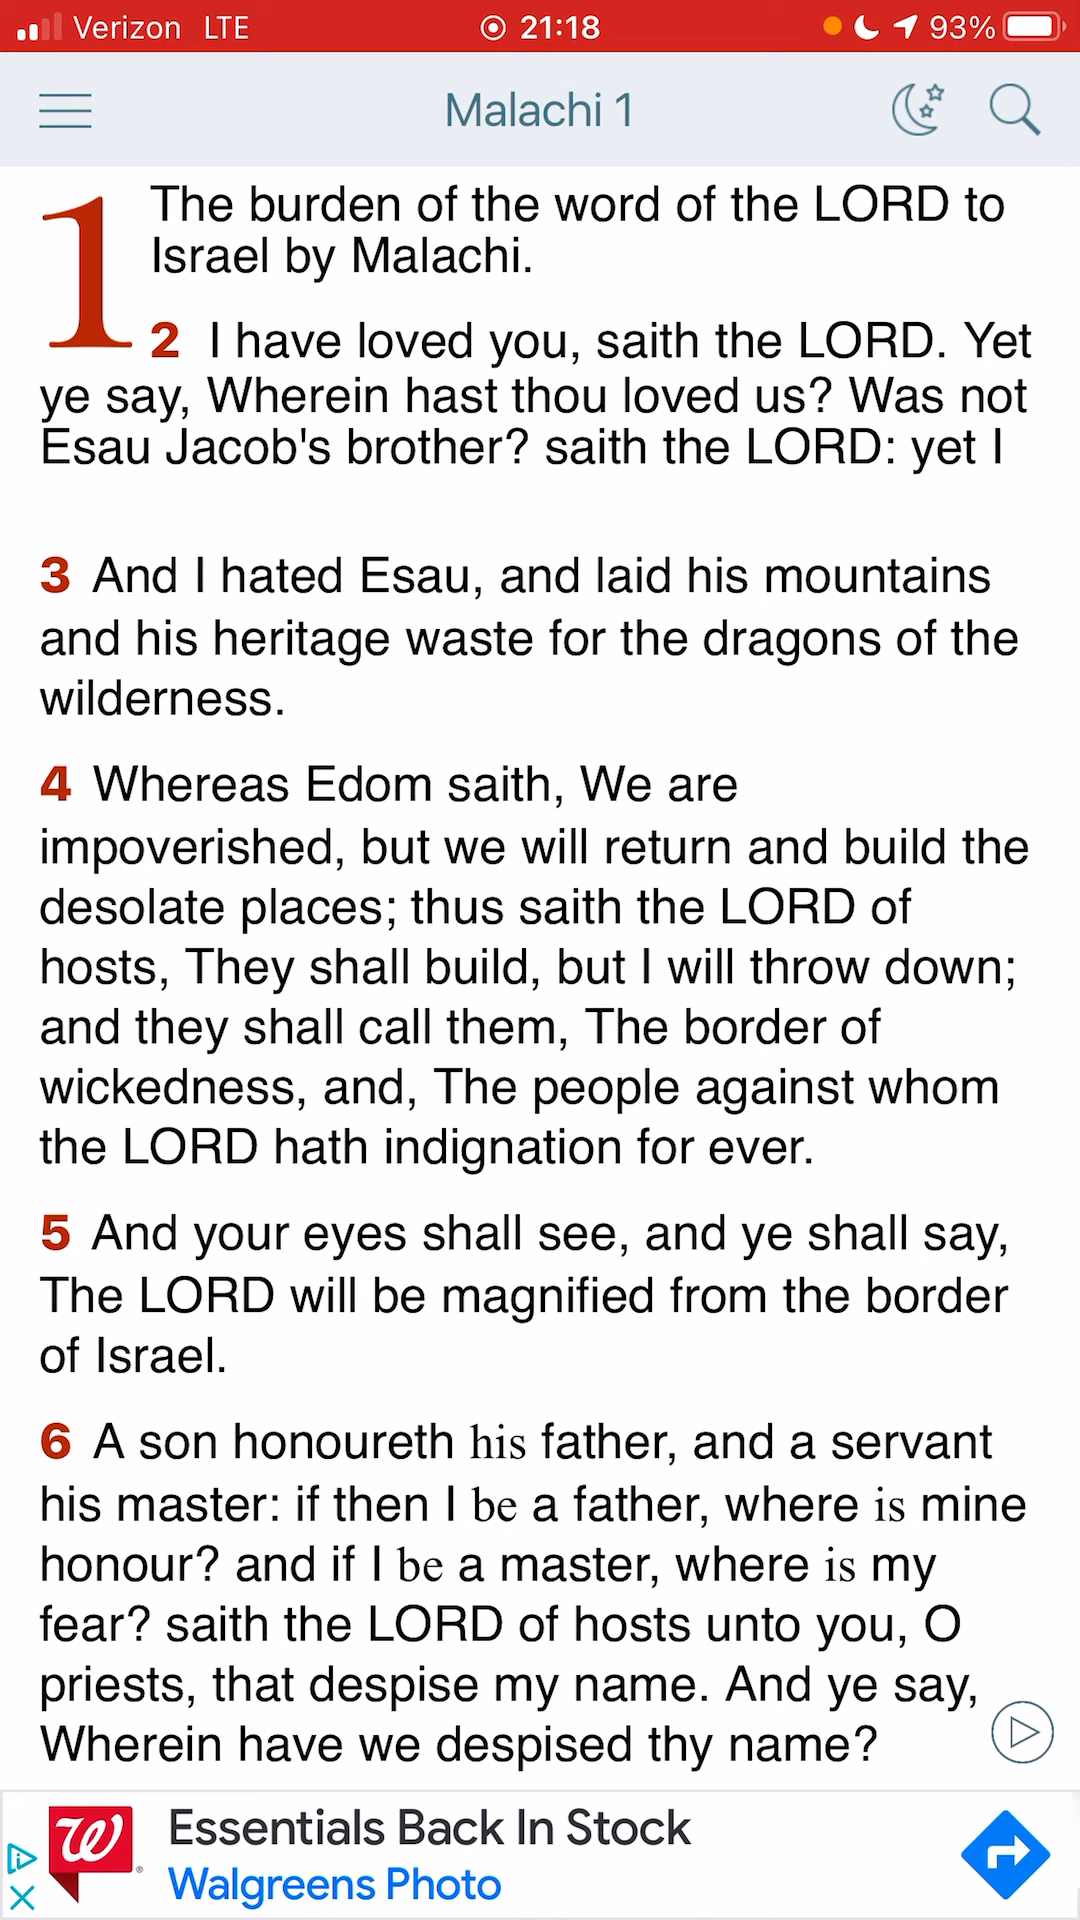 Verizon LTE 21:18 93%
Malachi 1
1 The burden of the word of the LORD to
Israel by Malachi.
2 I have loved you, saith the LORD. Yet
ye say, Wherein hast thou loved us? Was not
Esau Jacob's brother? saith the LORD: yet I
3 And I hated Esau, and laid his mountains
and his heritage waste for the dragons of the
wilderness.
4 Whereas Edom saith, We are
impoverished, but we will return and build the
desolate places; thus saith the LORD of
hosts, They shall build, but I will throw down;
and they shall call them, The border of
wickedness, and, The people against whom
the LORD hath indignation for ever.
5 And your eyes shall see, and ye shall say,
The LORD will be magnified from the border
of Israel.
6 A son honoureth his father, and a servant
his master: if then I be a father, where is mine
honour? and if I be a master, where is my
fear? saith the LORD of hosts unto you, O
priests, that despise my name. And ye say,
Wherein have we despised thy name?
W
Essentials Back In Stock
Walgreens Photo